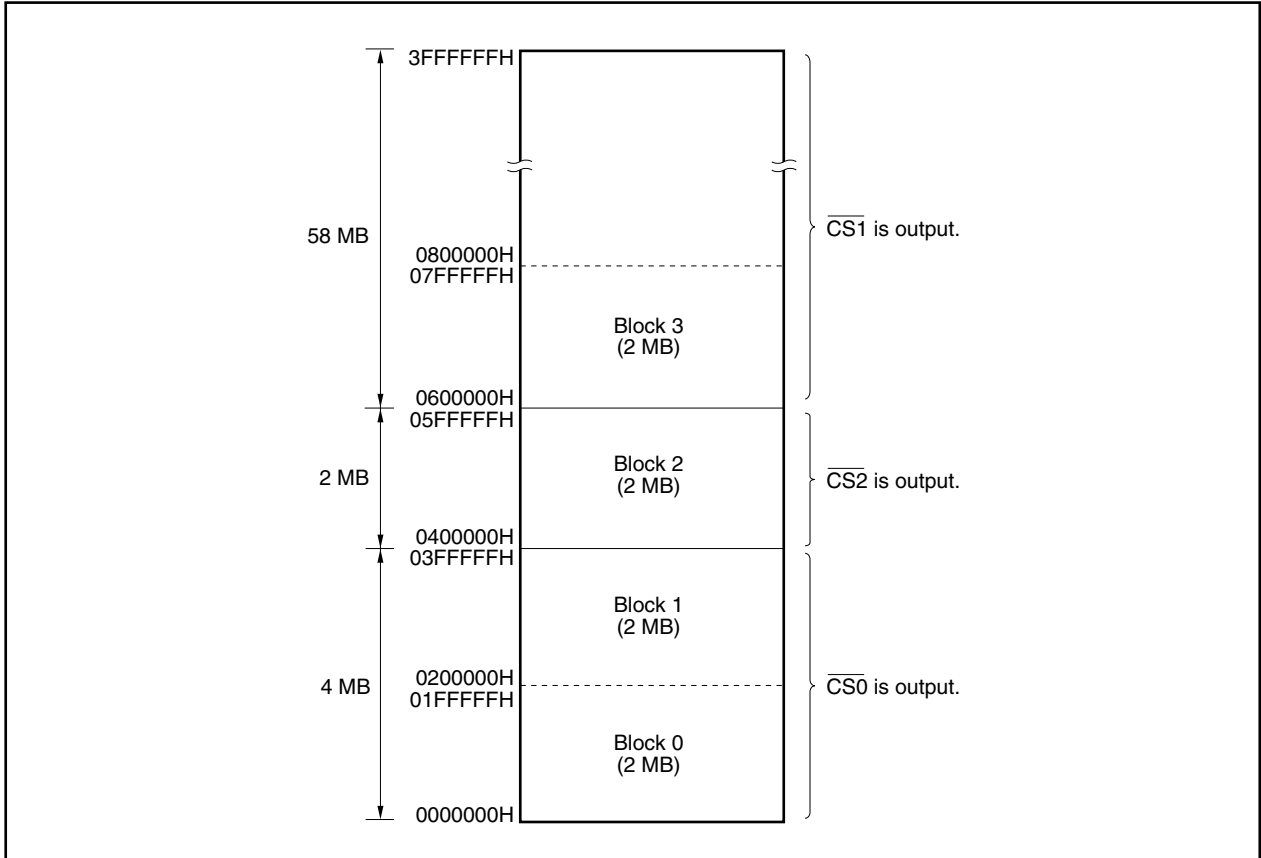 3FFFFFFH
58 MB
CS1 is output.
0800000H
07FFFFFH
Block 3
(2 MB)
0600000H
05FFFFFH
2 MB
Block 2
(2 MB)
CS2 is output.
0400000H
03FFFFFH
Block 1
(2 MB)
4 MB
0200000H
01FFFFFH
CS0 is output.
Block 0
(2 MB)
0000000H